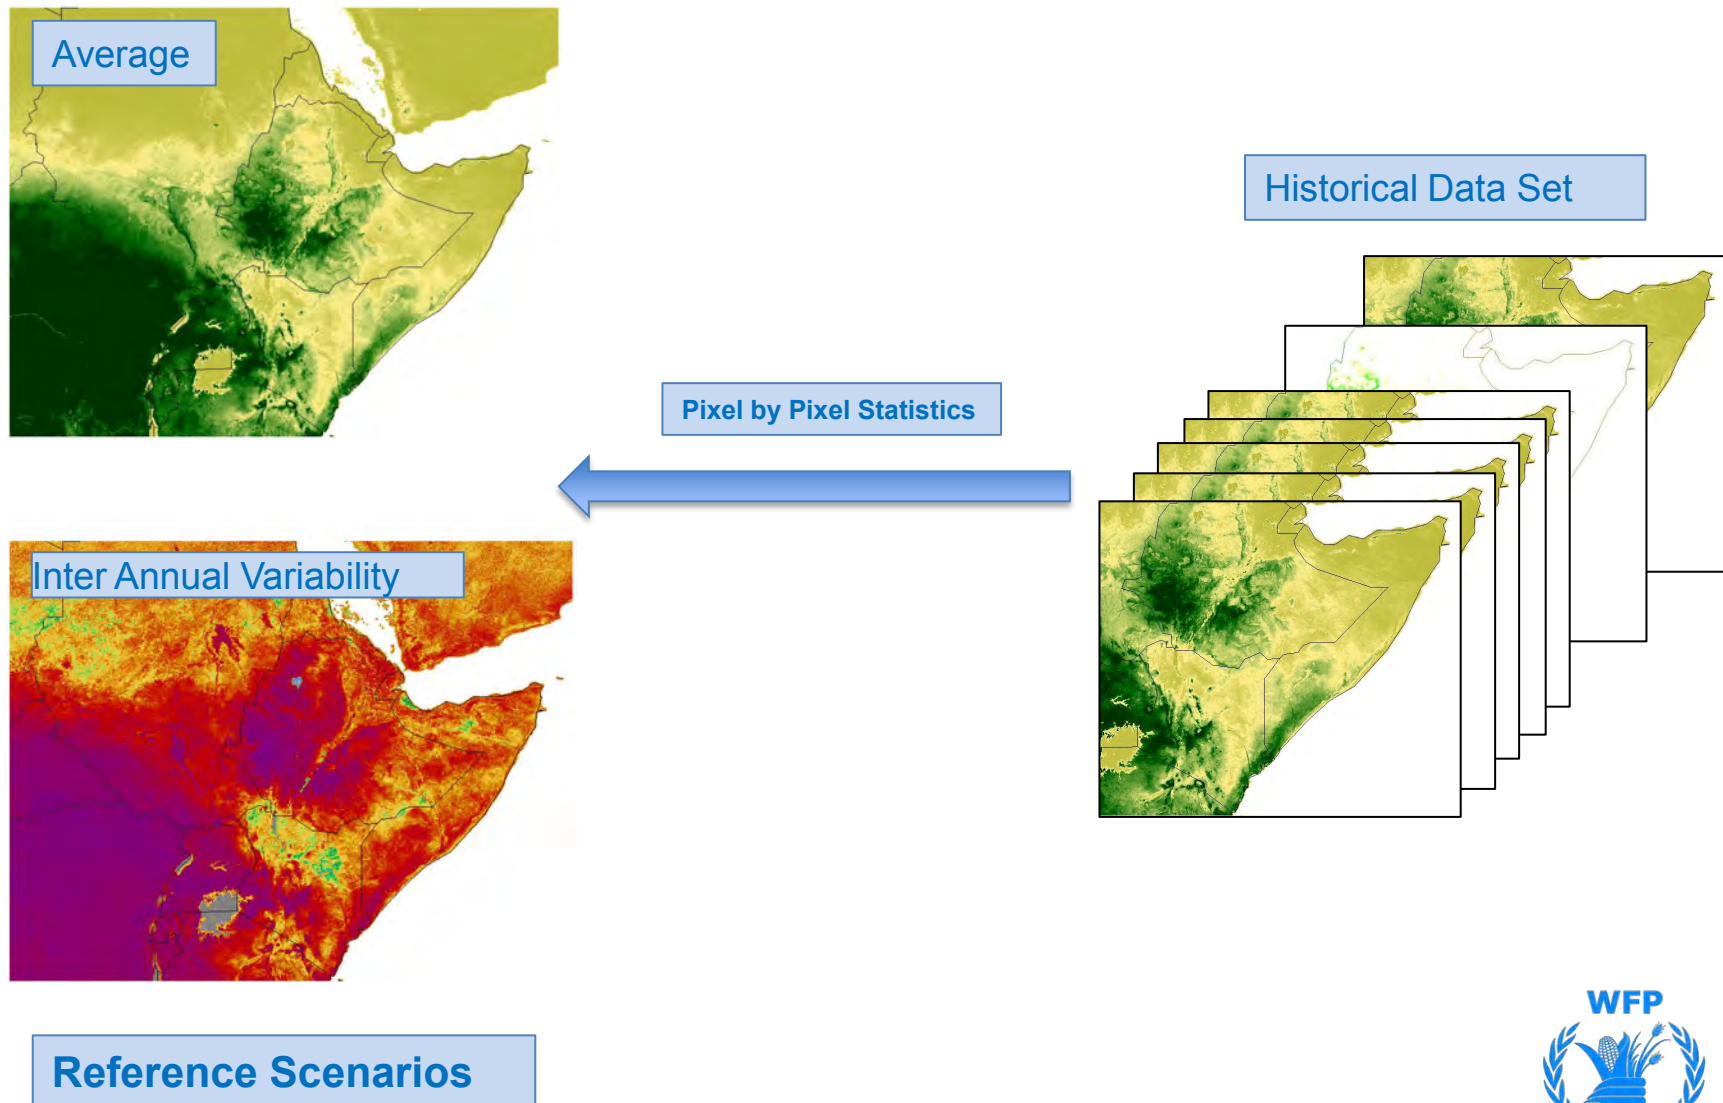 Average
Historical Data Set
Pixel by Pixel Statistics
Inter Annual Variability
WFP
Reference Scenarios